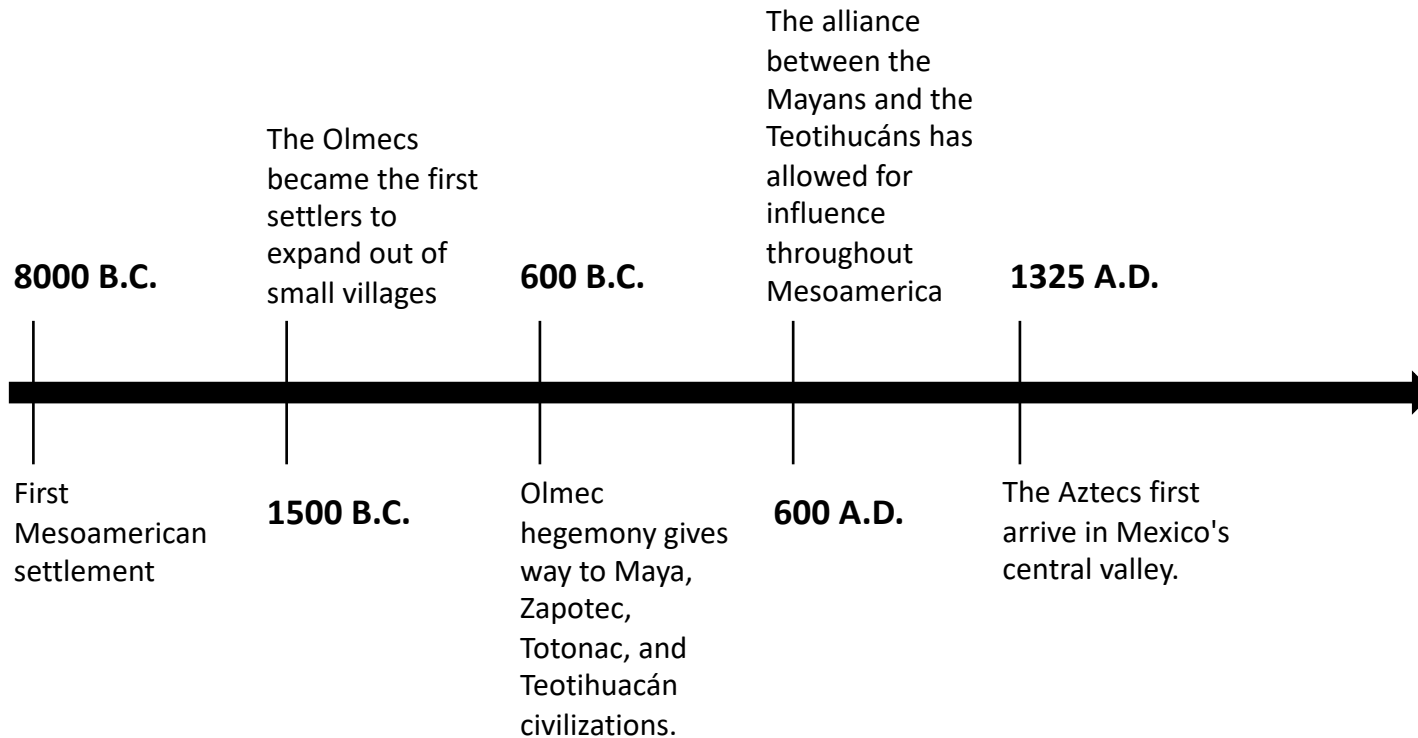 8000 B.C.
First
Mesoamerican
settlement
The Olmecs
became the first
settlers to
expand out of
small villages
1500 B.C.
600 B.C.
Olmec
hegemony gives
way to Maya,
Zapotec,
Totonac, and
Teotihuacán
civilizations.
The alliance
between the
Mayans and the
Teotihucáns has
allowed for
influence
throughout
Mesoamerica
600 A.D.
1325 A.D.
The Aztecs first
arrive in Mexico's
central valley.